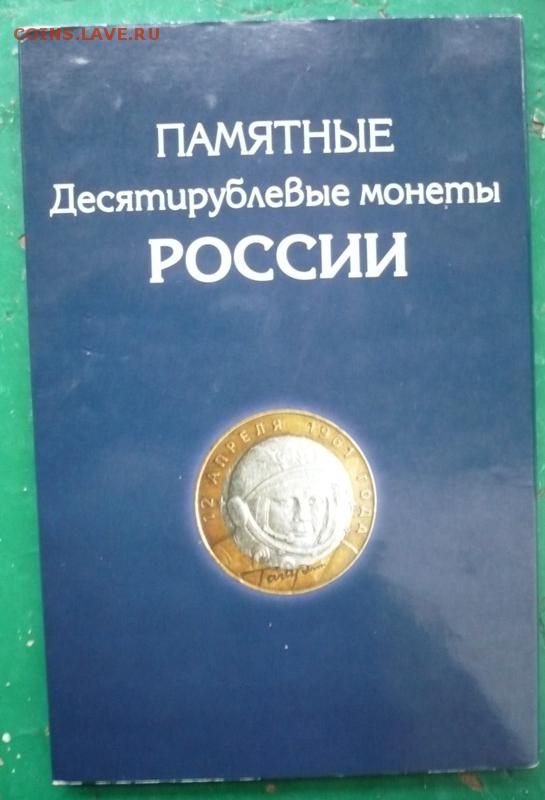 COINS.LAVE.RU
ПАМЯТНЫЕ
Десятирублевые монеты
РОССИИ
12 АПРЕЛЯ 1961 ГОДА
Гагарин